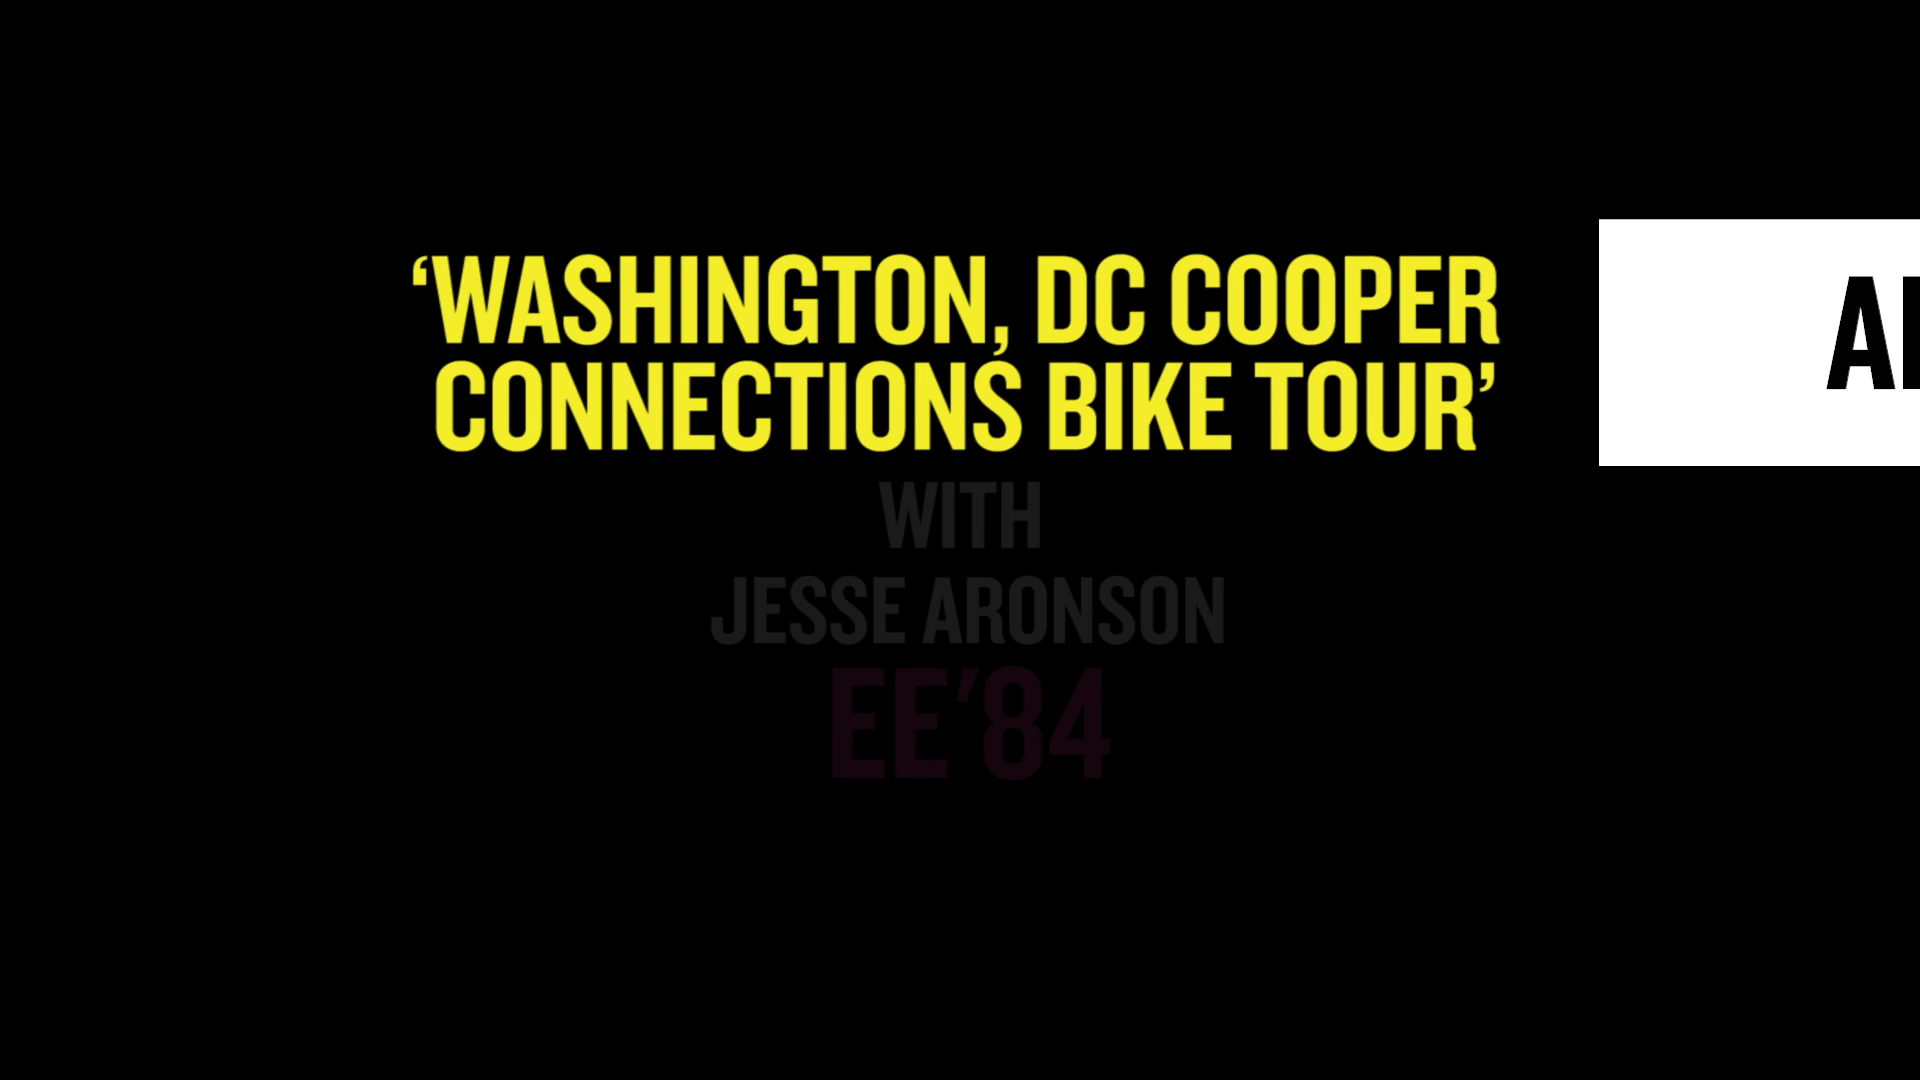 ‘WASHINGTON, DC COOPER
CONNECTIONS BIKE TOUR’
WITH
JESSE ARONSON
EE’84